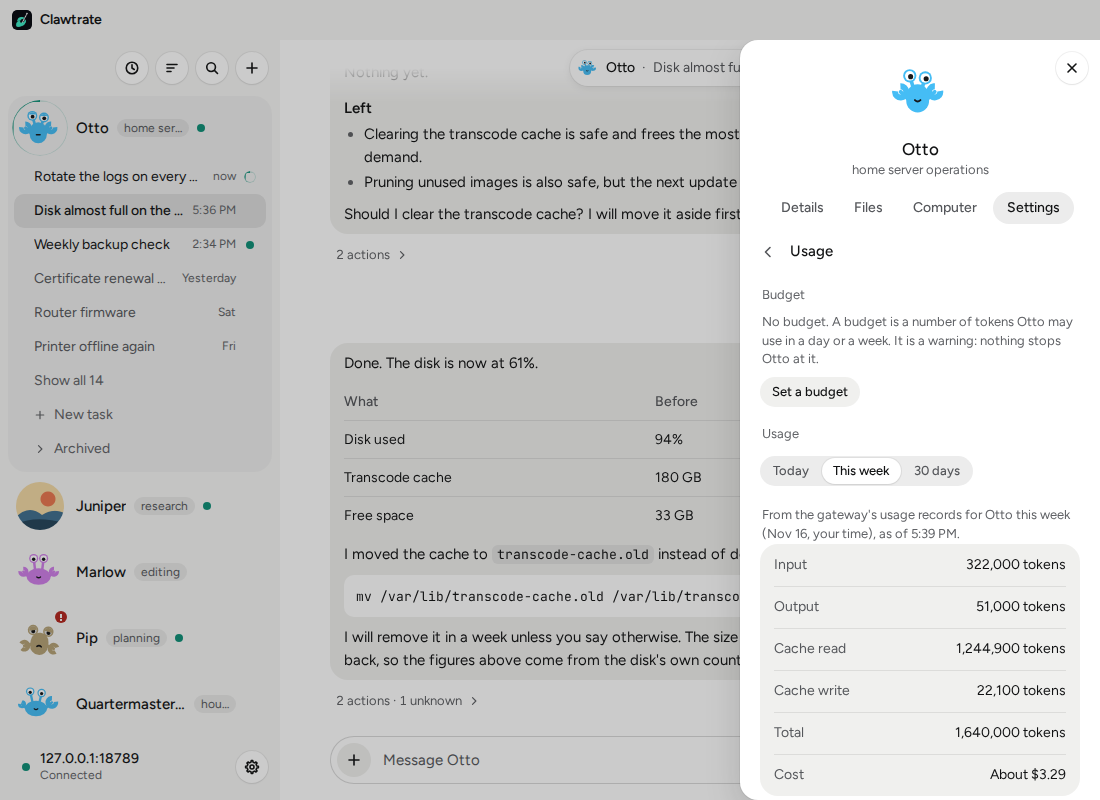 Clawtrate
Otto
home ser...
Rotate the logs on every ...
now
Disk almost full on the ...
5:36 PM
Weekly backup check
2:34 PM
Certificate renewal ...
Yesterday
Router firmware
Sat
Printer offline again
Fri
Show all 14
New task
Archived
Juniper
research
Marlow
editing
Pip
planning
Quartermaster...
hou...
127.0.0.1:18789
Connected
Otto · Disk almost fu
Nothing yet.
Left
Clearing the transcode cache is safe and frees the most
demand.
Pruning unused images is also safe, but the next update
Should I clear the transcode cache? I will move it aside first
2 actions
Done. The disk is now at 61%.
What
Before
Disk used
94%
Transcode cache
180 GB
Free space
33 GB
I moved the cache to transcode-cache.old instead of d
mv /var/lib/transcode-cache.old /var/lib/transco
I will remove it in a week unless you say otherwise. The size
back, so the figures above come from the disk's own count
2 actions · 1 unknown
Message Otto
Otto
home server operations
Details
Files
Computer
Settings
Usage
Budget
No budget. A budget is a number of tokens Otto may
use in a day or a week. It is a warning: nothing stops
Otto at it.
Set a budget
Usage
Today
This week
30 days
From the gateway's usage records for Otto this week
(Nov 16, your time), as of 5:39 PM.
Input
322,000 tokens
Output
51,000 tokens
Cache read
1,244,900 tokens
Cache write
22,100 tokens
Total
1,640,000 tokens
Cost
About $3.29